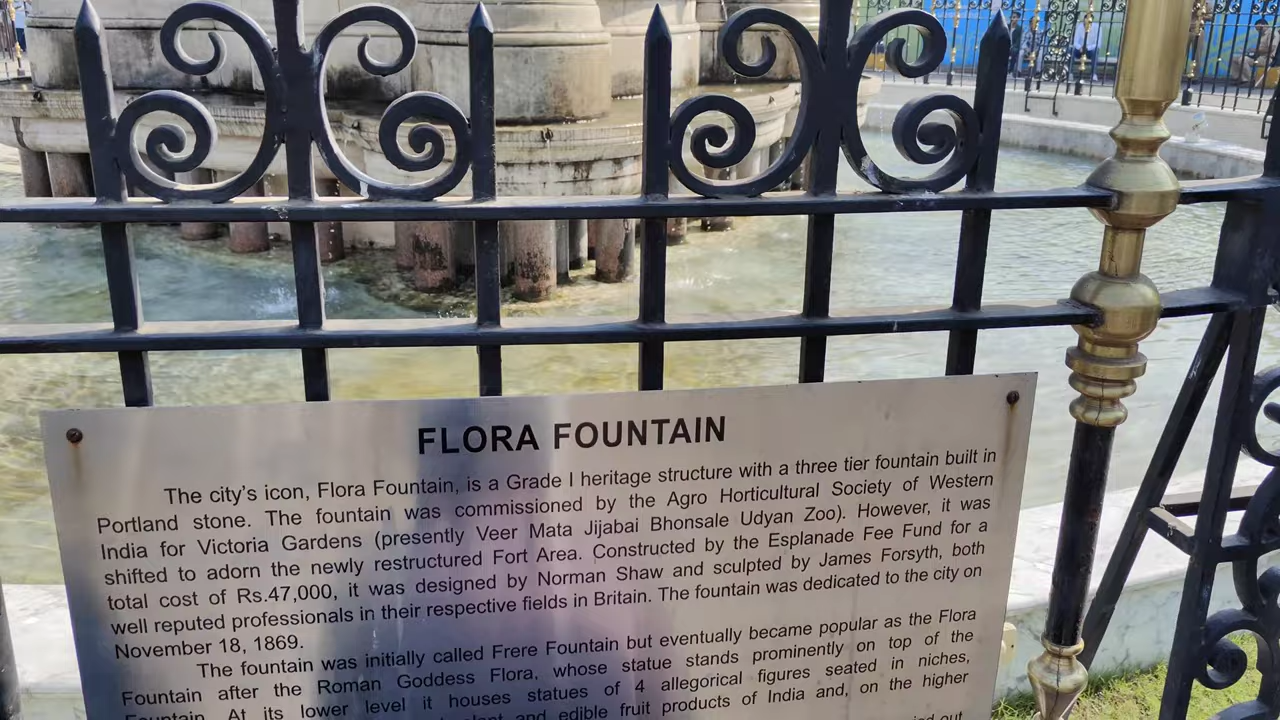 FLORA FOUNTAIN
The city's icon, Flora Fountain, is a Grade I heritage structure with a three tier fountain built in
Portland stone. The fountain was commissioned by the Agro Horticultural Society of Western
India for Victoria Gardens (presently Veer Mata Jijabai Bhonsale Udyan Zoo). However, it was
shifted to adorn the newly restructured Fort Area. Constructed by the Esplanade Fee Fund for a
total cost of Rs.47,000, it was designed by Norman Shaw and sculpted by James Forsyth, both
well reputed professionals in their respective fields in Britain. The fountain was dedicated to the city on
November 18, 1869.
The fountain was initially called Frere Fountain but eventually became popular as the Flora
Fountain after the Roman Goddess Flora, whose statue stands prominently on top of the
Fountain. At its lower level it houses statues of 4 allegorical figures seated in niches,
and edible fruit products of India and, on the higher
out